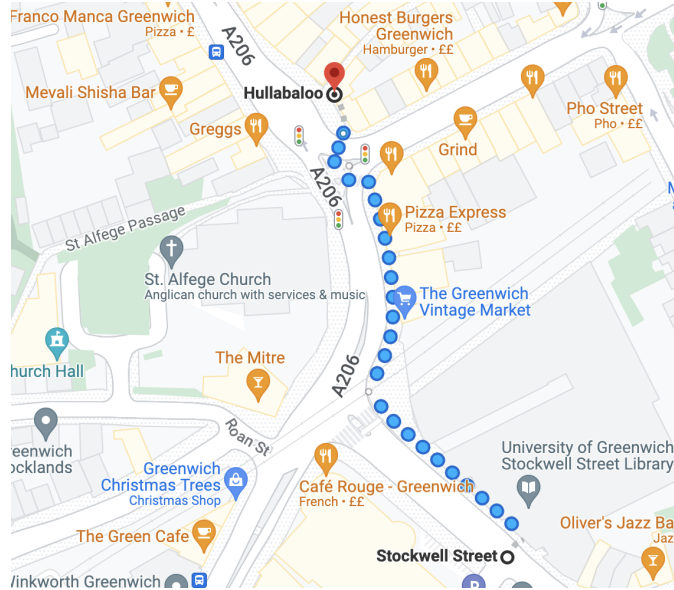 Franco Manca Greenwich
Pizza • £
A206
Honest Burgers
Greenwich
Hamburger • ££
Mevali Shisha Bar
Hullabaloo
Pho Street
Pho • ££
Greggs
Grind
A206
St Alfege Passage
Pizza Express
Pizza • ££
St. Alfege Church
Anglican church with services & music
The Greenwich
Vintage Market
hurch Hall
The Mitre
A206
Roan St
reenwich
ocklands
University of Greenwich
Stockwell Street Library
Greenwich
Christmas Trees
Christmas Shop
Café Rouge - Greenwich
French • ££
The Green Cafe
Oliver's Jazz Ba
Jaz
Stockwell Street
Winkworth Greenwich
P